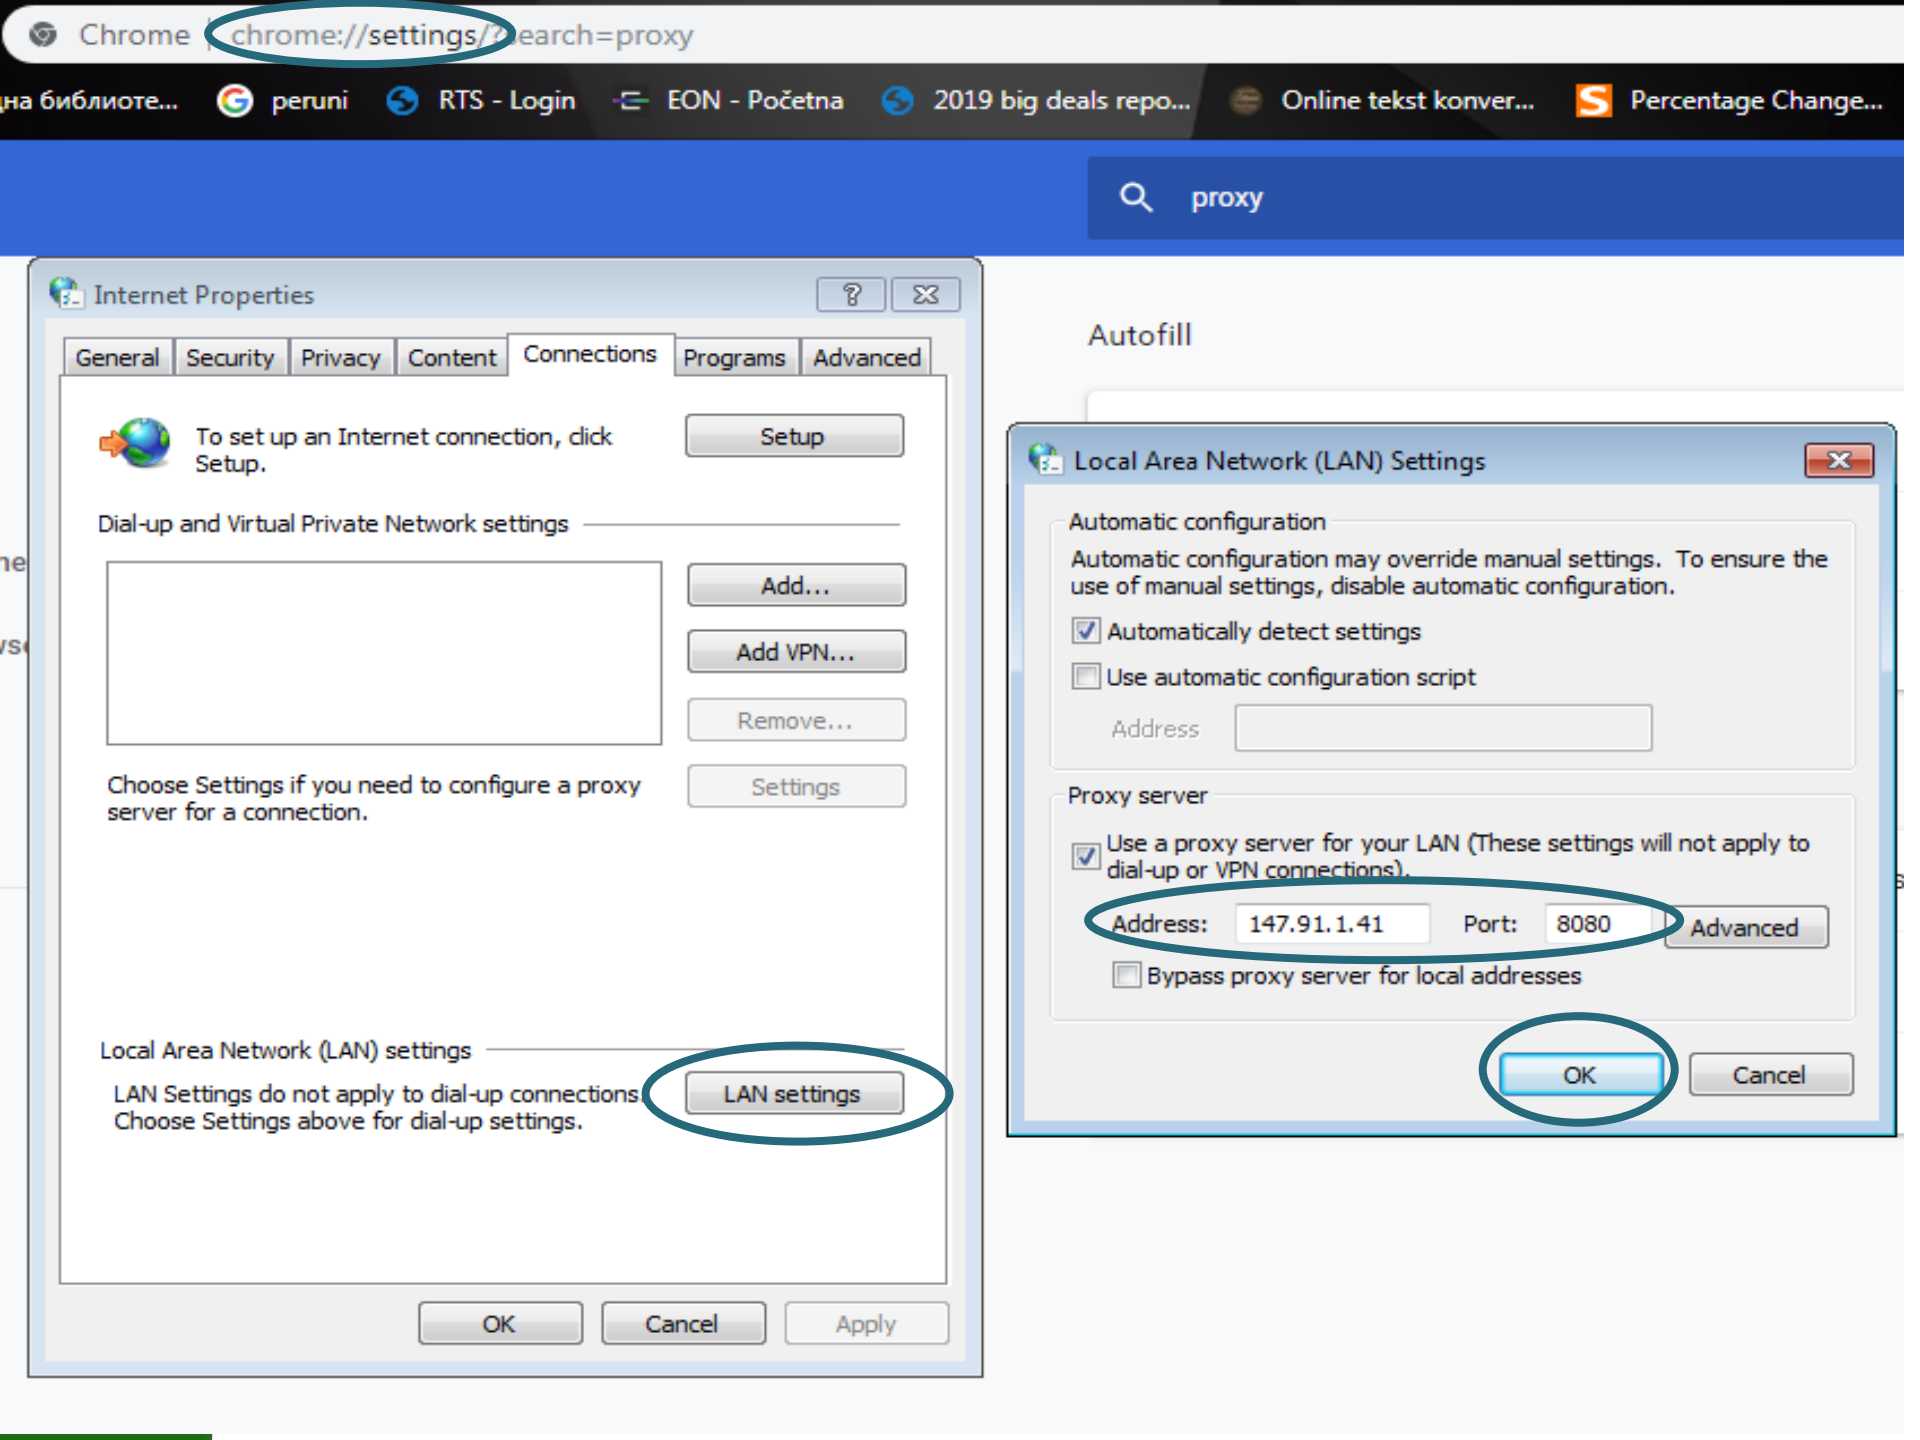 Chrome | chrome://settings/?search=proxy
дна библиоте... peruni RTS - Login EON - Početna 2019 big deals repo... Online tekst konver... Percentage Change...
proxy
Internet Properties
General Security Privacy Content Connections Programs Advanced
To set up an Internet connection, click
Setup.
Setup
Dial-up and Virtual Private Network settings
Add...
Add VPN...
Remove...
Choose Settings if you need to configure a proxy
server for a connection.
Settings
Local Area Network (LAN) settings
LAN Settings do not apply to dial-up connections.
Choose Settings above for dial-up settings.
LAN settings
OK Cancel Apply
Autofill
Local Area Network (LAN) Settings
Automatic configuration
Automatic configuration may override manual settings. To ensure the
use of manual settings, disable automatic configuration.
Automatically detect settings
Use automatic configuration script
Address
Proxy server
Use a proxy server for your LAN (These settings will not apply to
dial-up or VPN connections).
Address: 147.91.1.41 Port: 8080 Advanced
Bypass proxy server for local addresses
OK Cancel